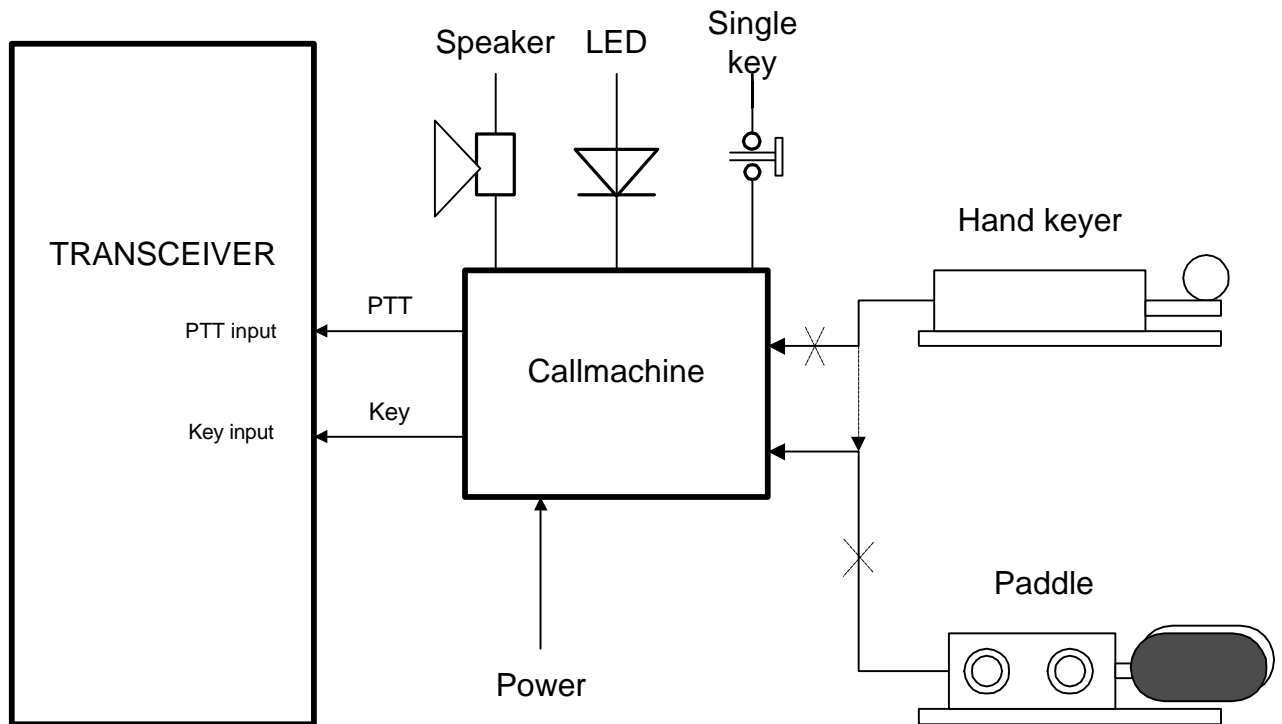 Speaker
LED
Single
key
Hand keyer
TRANSCEIVER
PTT
PTT input
Callmachine
Key
Key input
Paddle
Power